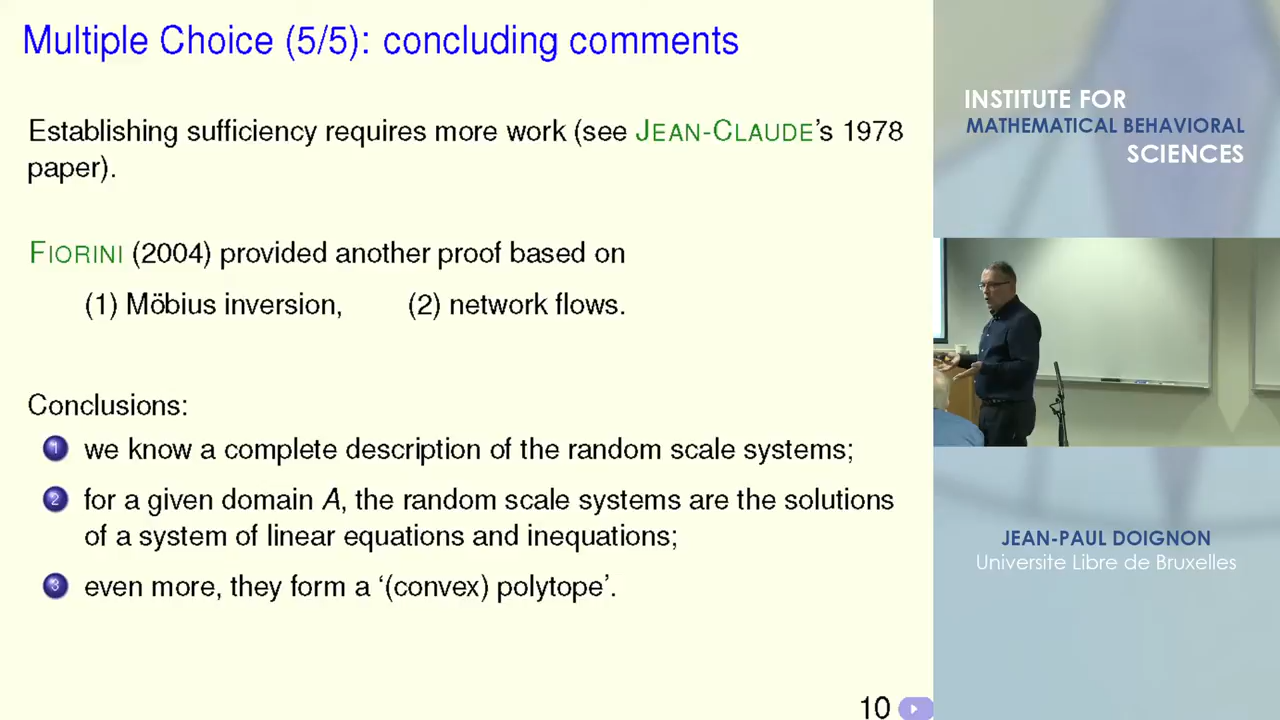 Multiple Choice (5/5): concluding comments
Establishing sufficiency requires more work (see JEAN-CLAUDE's 1978
paper).
FIORINI (2004) provided another proof based on
(1) Möbius inversion, (2) network flows.
Conclusions:
1 we know a complete description of the random scale systems;
2 for a given domain A, the random scale systems are the solutions
of a system of linear equations and inequations;
3 even more, they form a ‘(convex) polytope’.
10
INSTITUTE FOR
MATHEMATICAL BEHAVIORAL
SCIENCES
JEAN-PAUL DOIGNON
Universite Libre de Bruxelles